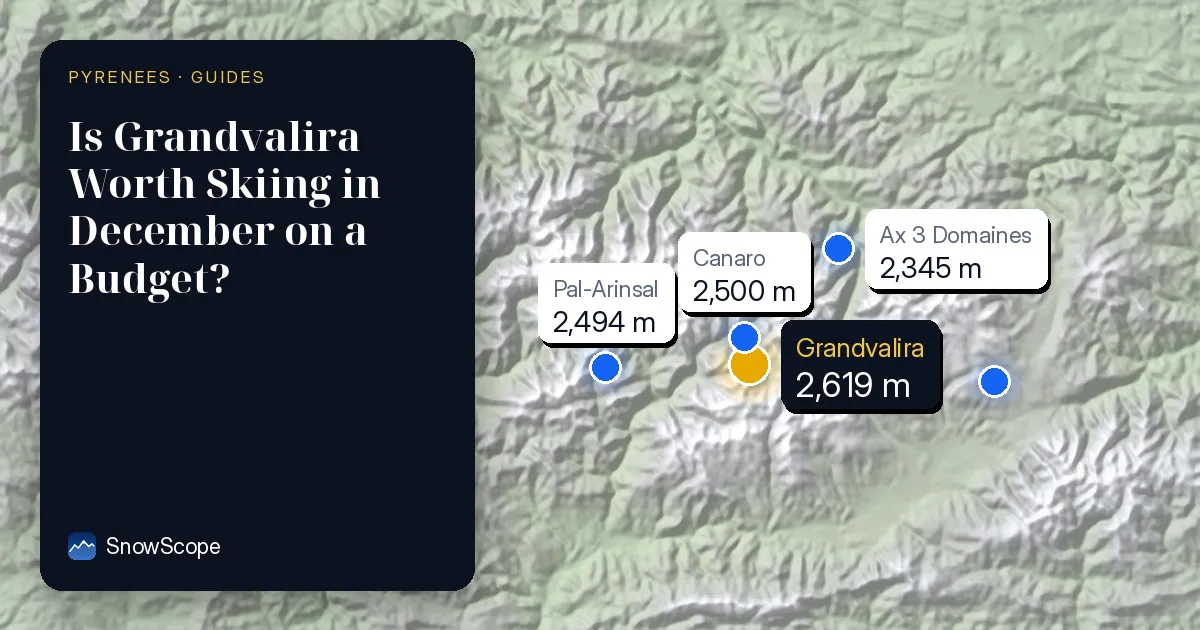 PYRENEES · GUIDES
Is Grandvalira
Worth Skiing in
December on a
Budget?
SnowScope
Pal-Arinsal
2,494 m
Canaro
2,500 m
Ax 3 Domaines
2,345 m
Grandvalira
2,619 m